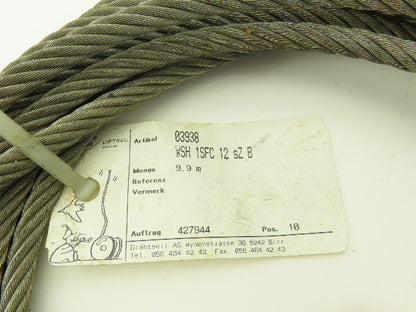 LIFTING
Artikel 03938
WSH 1SFC 12 sZ B
Menge 9,9 m
Referenz
Vermerk
Auftrag 427944 Pos. 10
Drahtseil AG Wydenstrasse 36 5242 Birr
Tel. 056 464 42 42 Fax. 056 464 42 43